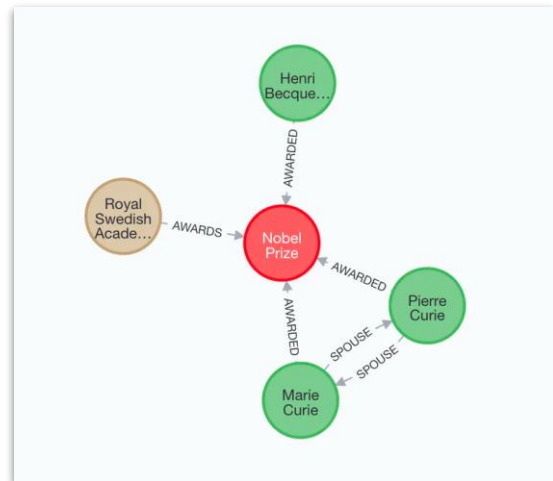 Henri
Becque...
AWARDED
Royal
Swedish
Acade...
AWARDS
Nobel
Prize
AWARDED
Pierre
Curie
AWARDED
SPOUSE
SPOUSE
Marie
Curie